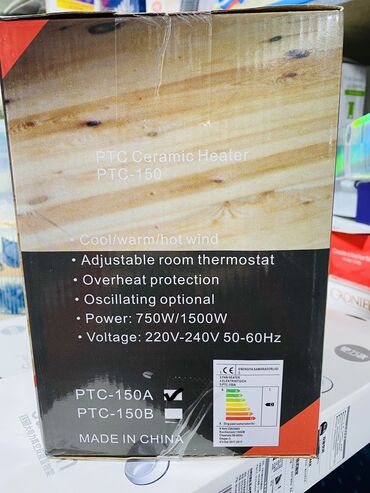 PTC Ceramic Heater
PTC-150
• Cool/warm/hot wind
• Adjustable room thermostat
• Overheat protection
• Oscillating optional
• Power: 750W/1500W
• Voltage: 220V-240V 50-60Hz
PTC-150A
PTC-150B
MADE IN CHINA
CE